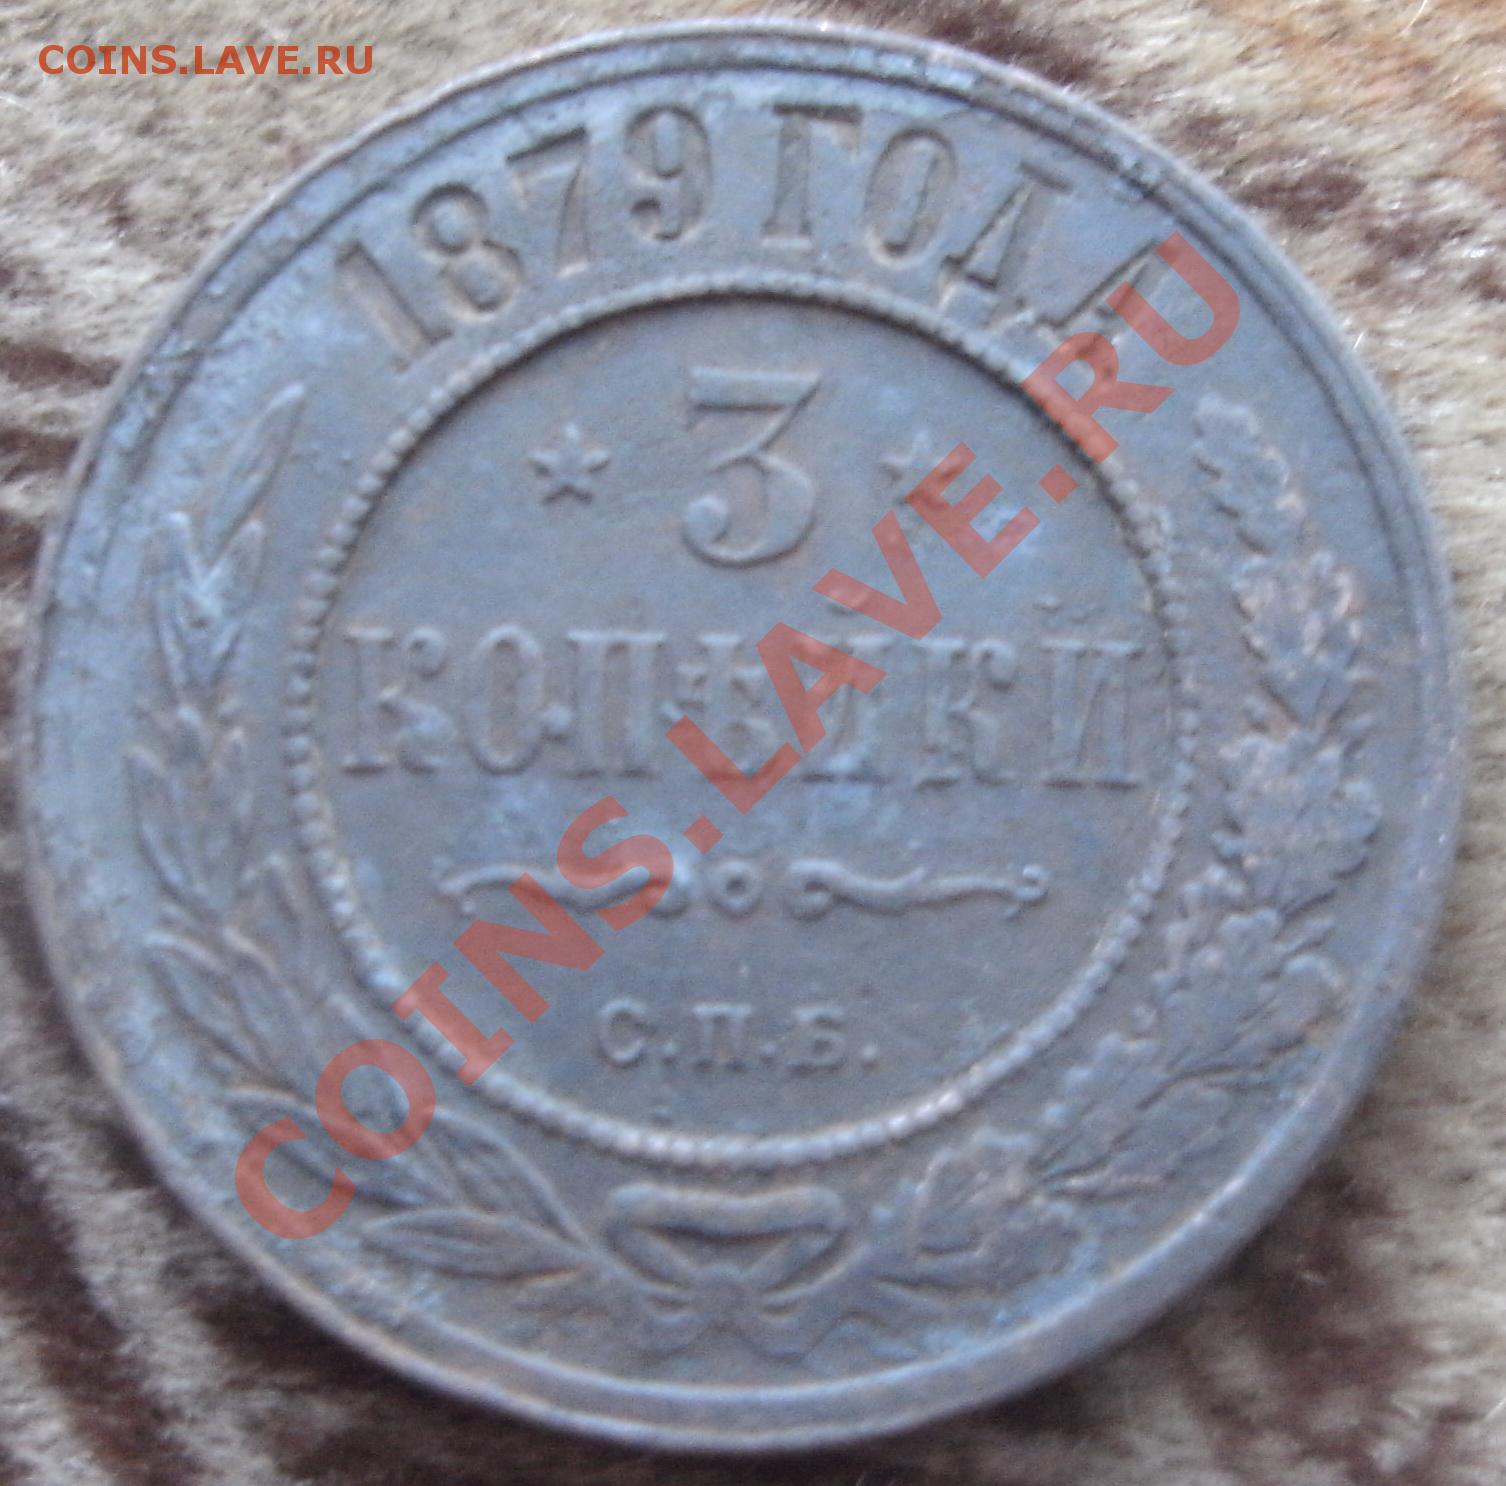 COINS.LAVE.RU
1879 ГОДА
3
КОПѢЙКИ
С.П.Б.
COINS.LAVE.RU